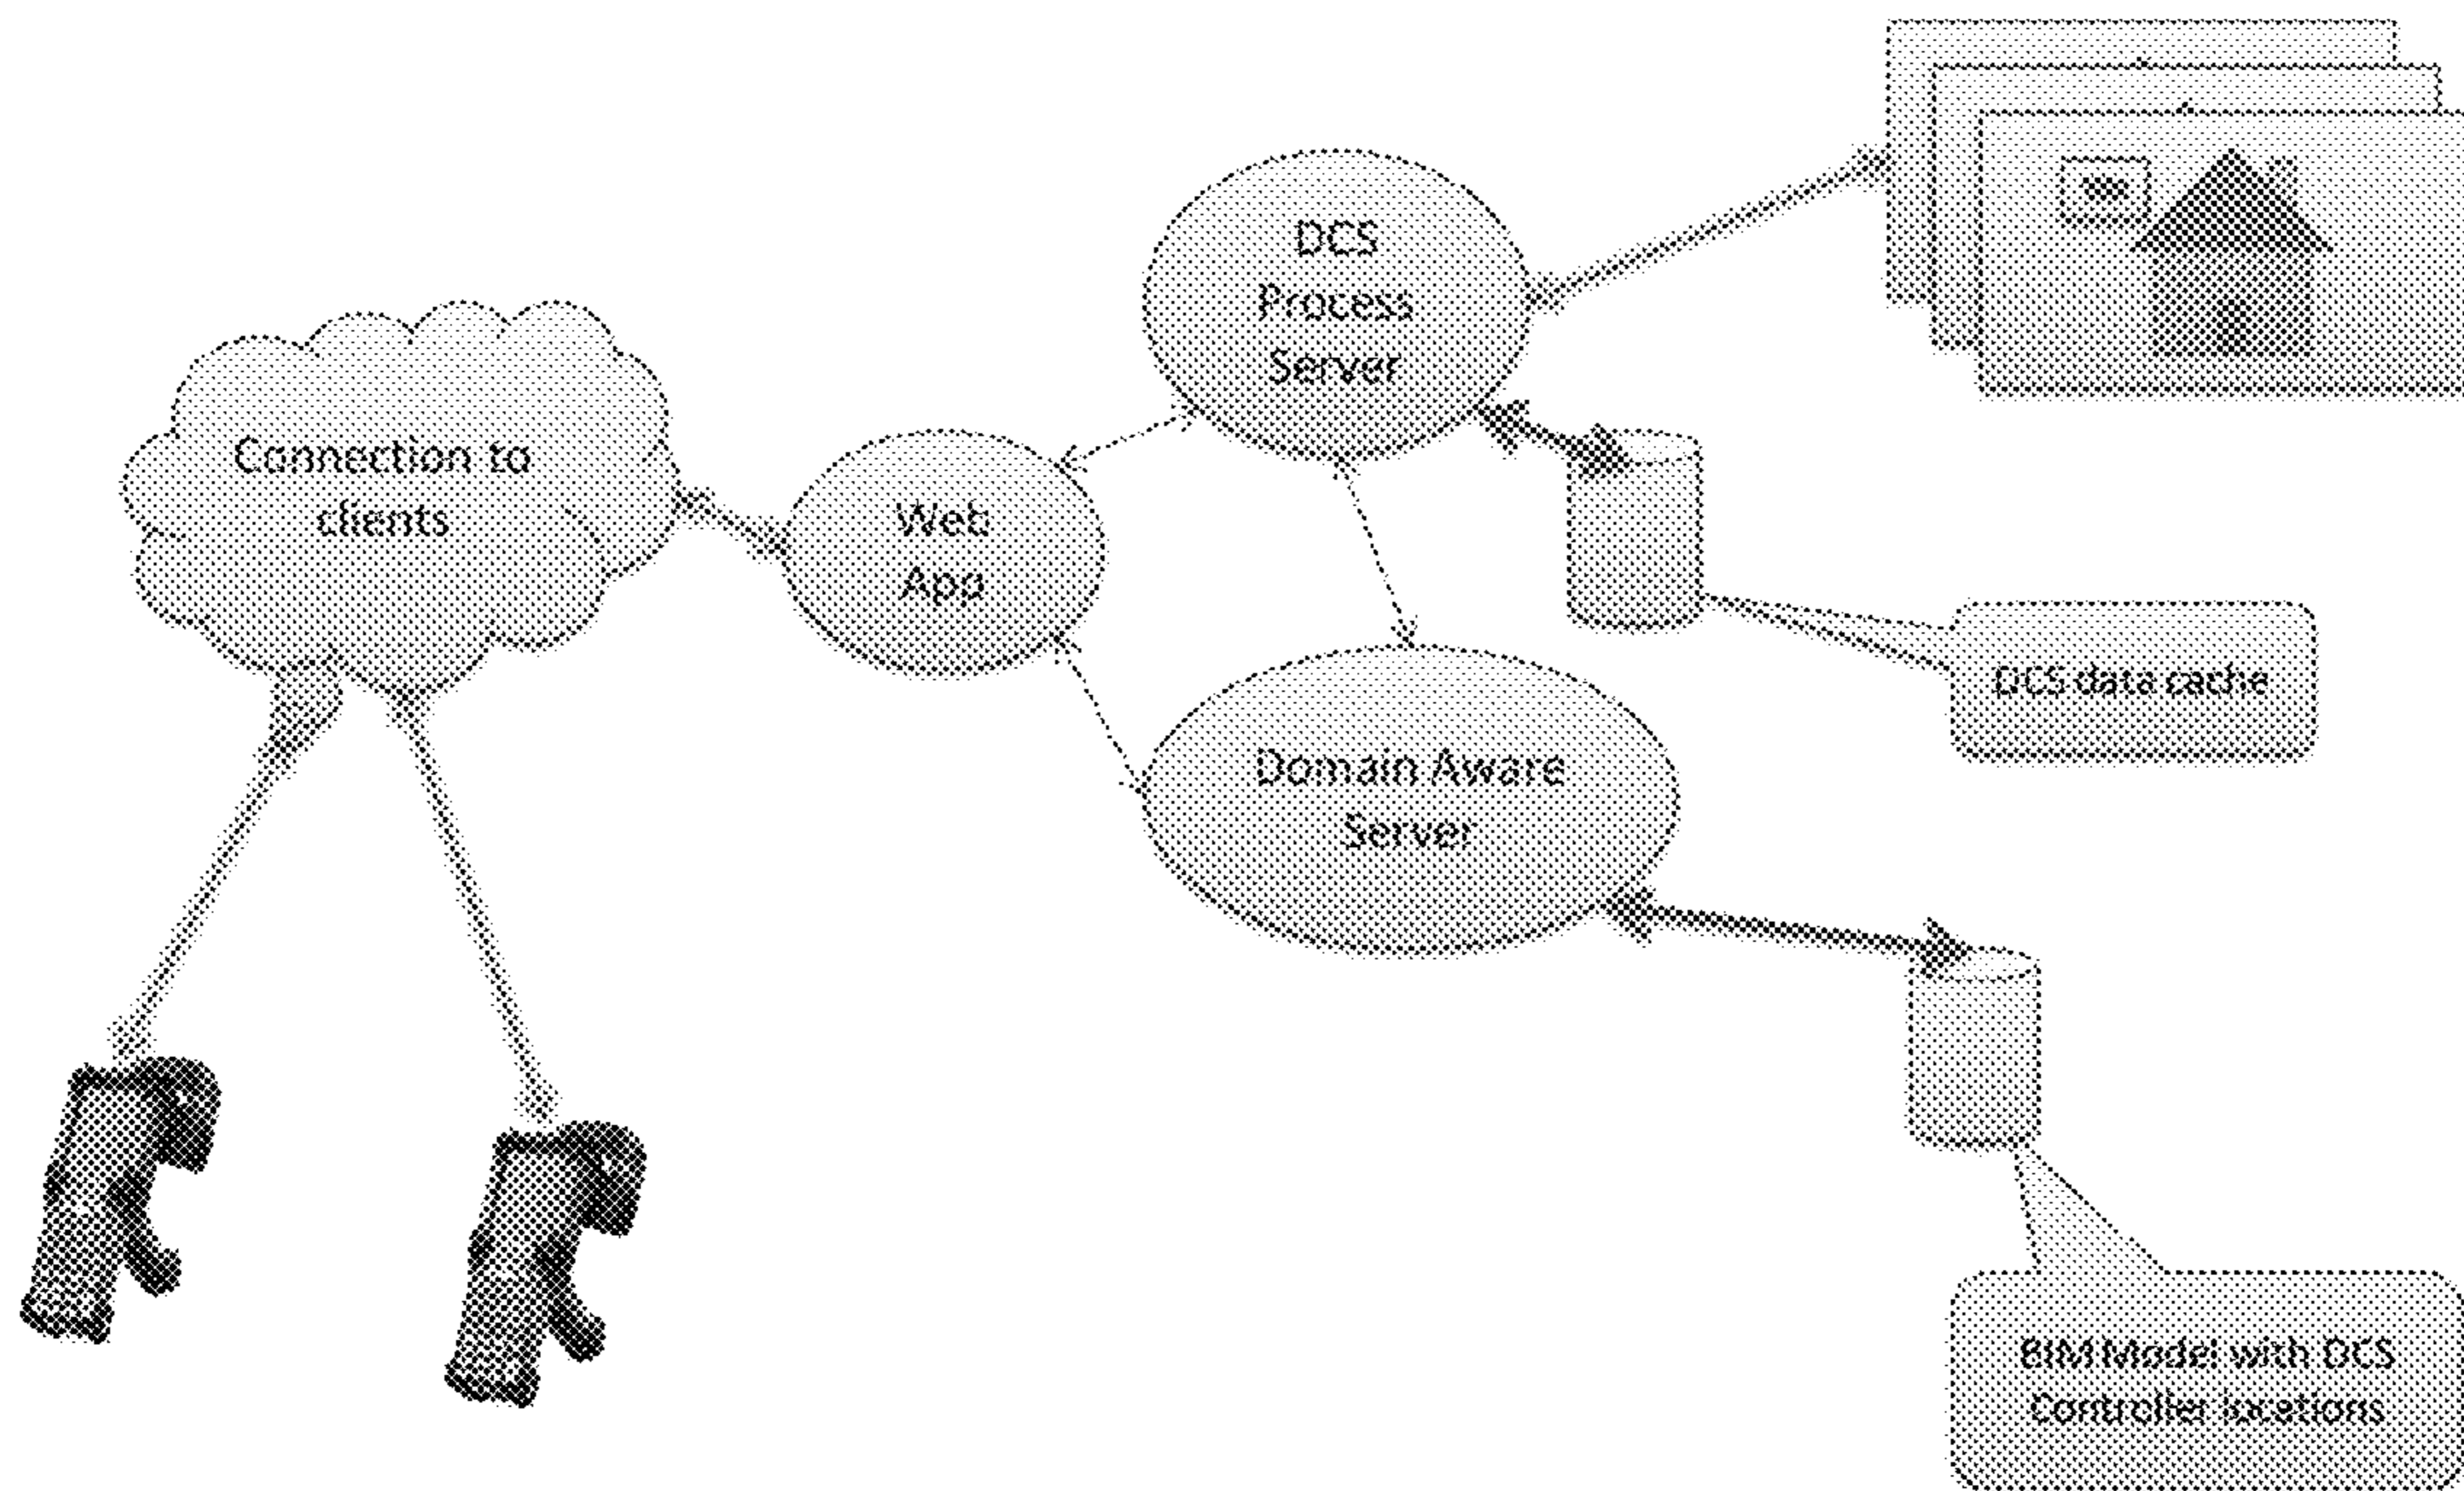 DCS
Process
Server
Connection to
clients
Web
App
DCS data cache
Domain Aware
Server
BIM Model with DCS
Controller locations